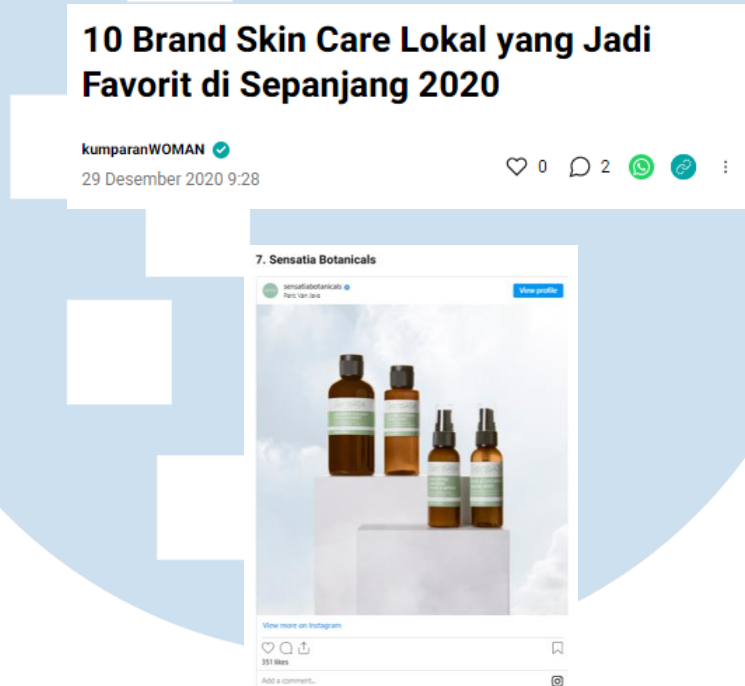 10 Brand Skin Care Lokal yang Jadi
Favorit di Sepanjang 2020
kumparanWOMAN
29 Desember 2020 9:28
0
2
7. Sensatia Botanicals
sensatiabotanicals
Paris Van Java
View profile
View more on Instagram
351 likes
Add a comment...